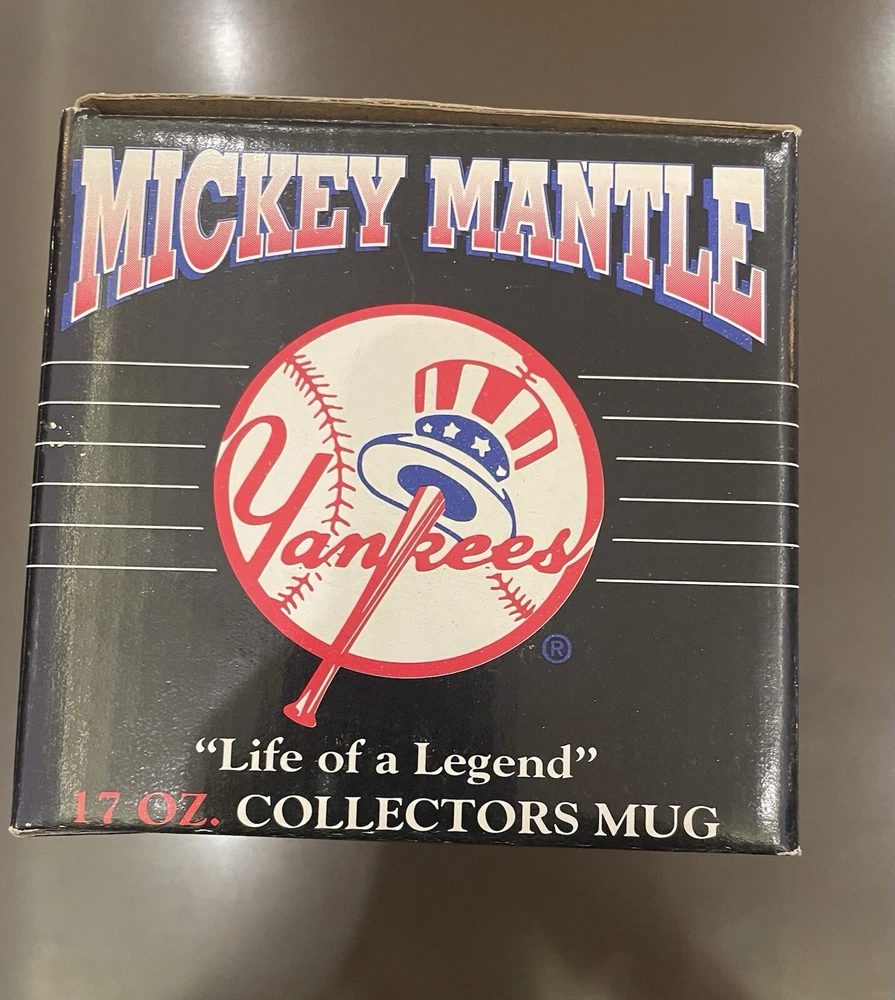 MICKEY MANTLE
Yankees
®
“Life of a Legend”
17 OZ. COLLECTORS MUG